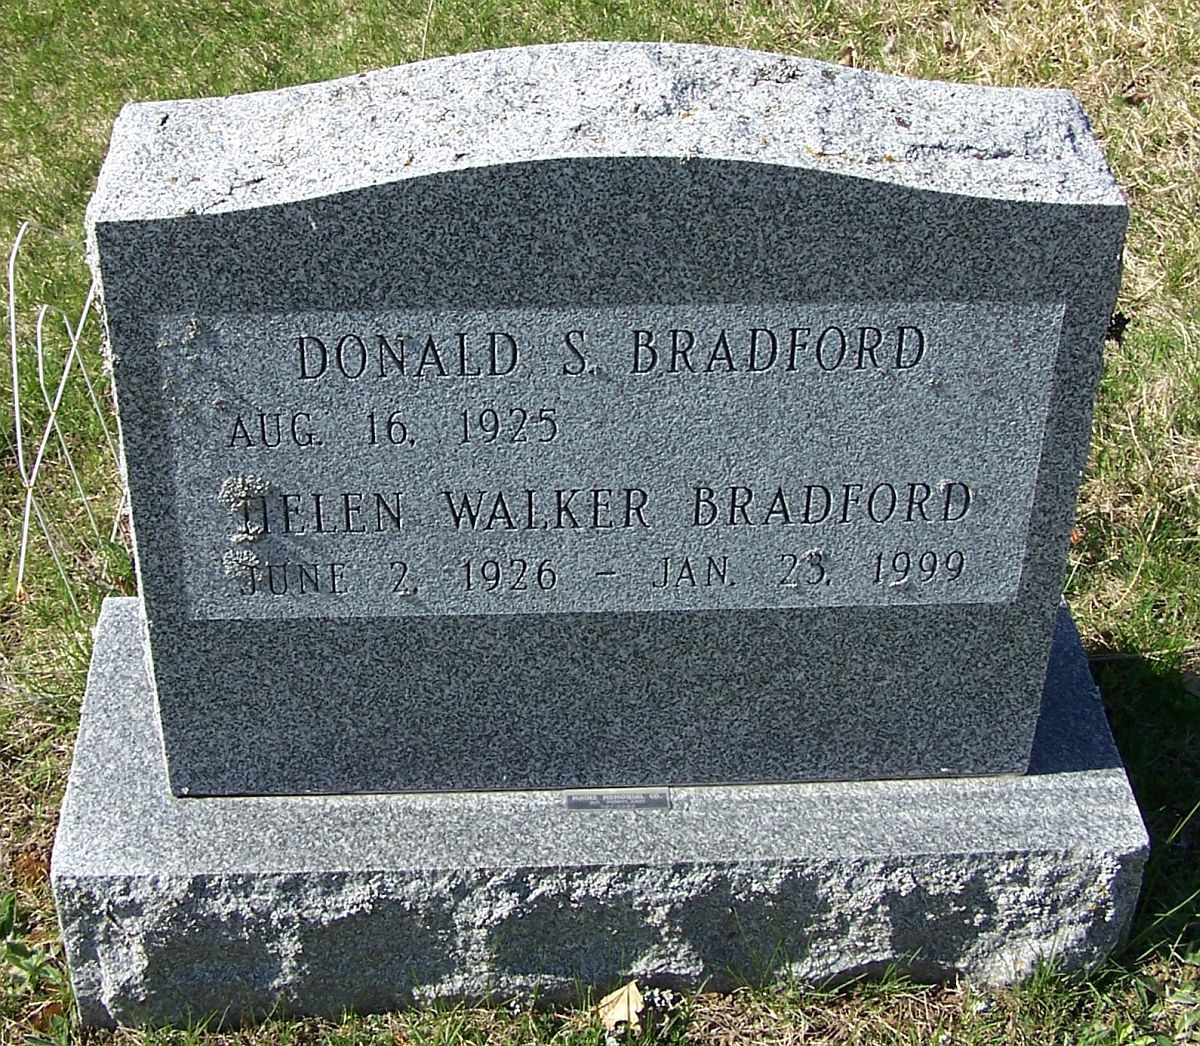 DONALD S. BRADFORD
AUG. 16, 1925
HELEN WALKER BRADFORD
JUNE 2, 1926 – JAN. 23, 1999